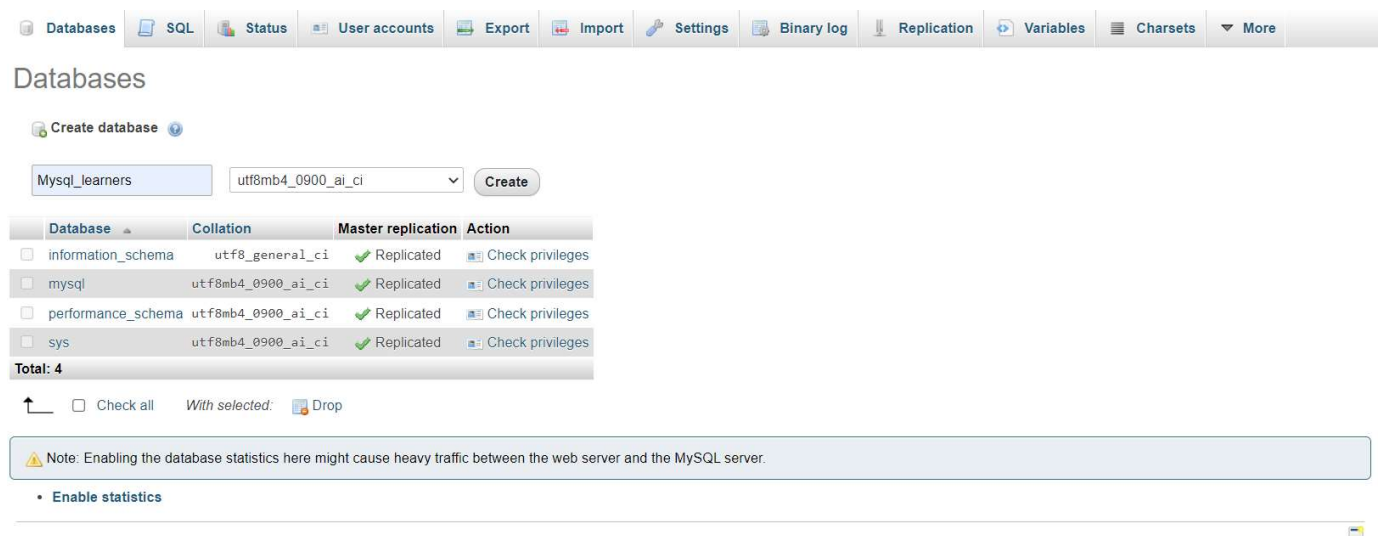 Databases SQL Status User accounts Export Import Settings Binary log Replication Variables Charsets More
Databases
Create database
Mysql_learners utf8mb4_0900_ai_ci Create
Database Collation Master replication Action
information_schema utf8_general_ci Replicated Check privileges
mysql utf8mb4_0900_ai_ci Replicated Check privileges
performance_schema utf8mb4_0900_ai_ci Replicated Check privileges
sys utf8mb4_0900_ai_ci Replicated Check privileges
Total: 4
Check all With selected: Drop
Note: Enabling the database statistics here might cause heavy traffic between the web server and the MySQL server.
• Enable statistics